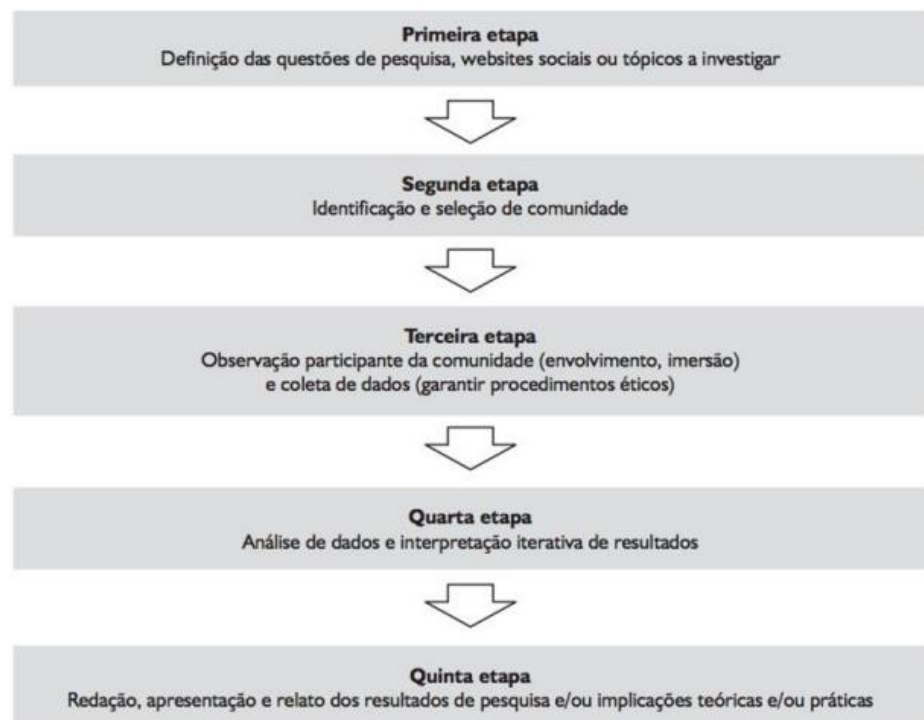 Primeira etapa
Definição das questões de pesquisa, websites sociais ou tópicos a investigar
Segunda etapa
Identificação e seleção de comunidade
Terceira etapa
Observação participante da comunidade (envolvimento, imersão)
e coleta de dados (garantir procedimentos éticos)
Quarta etapa
Análise de dados e interpretação iterativa de resultados
Quinta etapa
Redação, apresentação e relato dos resultados de pesquisa e/ou implicações teóricas e/ou práticas